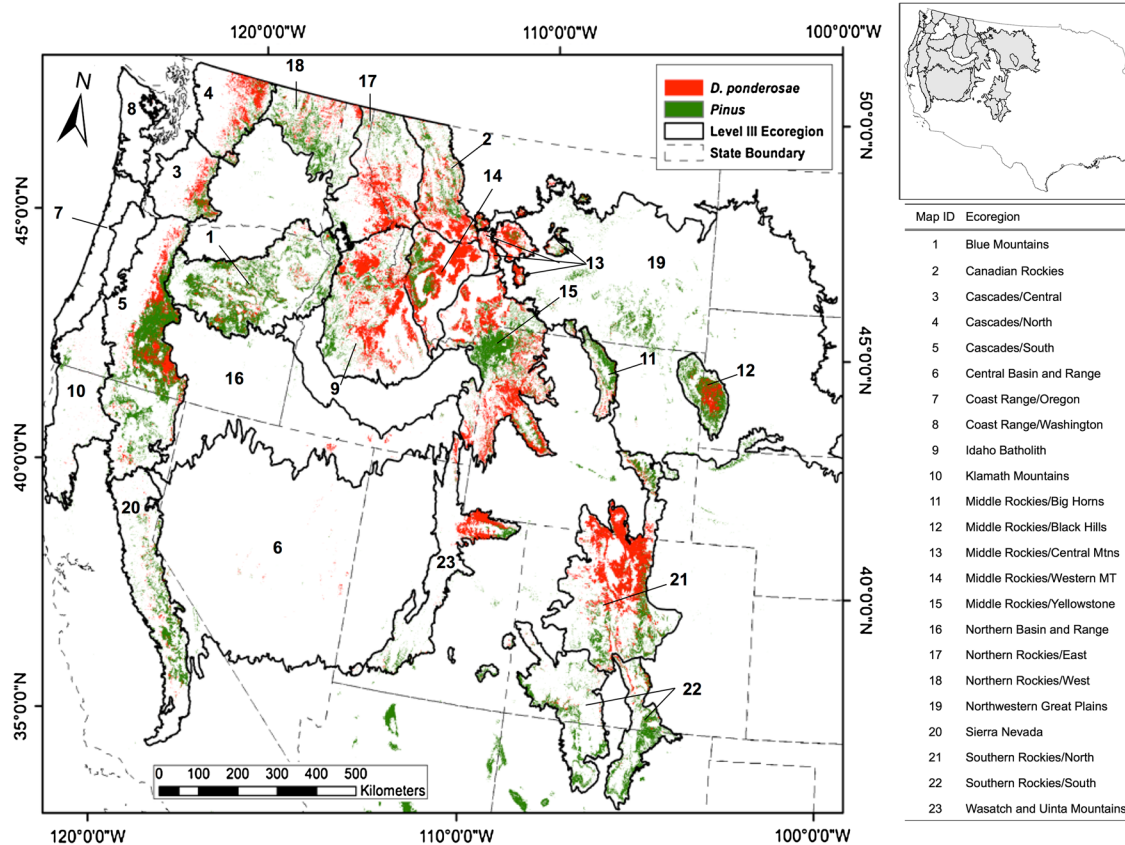 120°0'0"W 110°0'0"W 100°0'0"W
N
18
17
4
8
D. ponderosae
Pinus
Level III Ecoregion
State Boundary
50°0'0"N
2
3
14
45°0'0"N
7
1
13
19
5
15
45°0'0"N
11
12
16
9
10
40°0'0"N
20
6
23
21
40°0'0"N
22
35°0'0"N
0 100 200 300 400 500
Kilometers
120°0'0"W 110°0'0"W 100°0'0"W
Map ID Ecoregion
1 Blue Mountains
2 Canadian Rockies
3 Cascades/Central
4 Cascades/North
5 Cascades/South
6 Central Basin and Range
7 Coast Range/Oregon
8 Coast Range/Washington
9 Idaho Batholith
10 Klamath Mountains
11 Middle Rockies/Big Horns
12 Middle Rockies/Black Hills
13 Middle Rockies/Central Mtns
14 Middle Rockies/Western MT
15 Middle Rockies/Yellowstone
16 Northern Basin and Range
17 Northern Rockies/East
18 Northern Rockies/West
19 Northwestern Great Plains
20 Sierra Nevada
21 Southern Rockies/North
22 Southern Rockies/South
23 Wasatch and Uinta Mountains